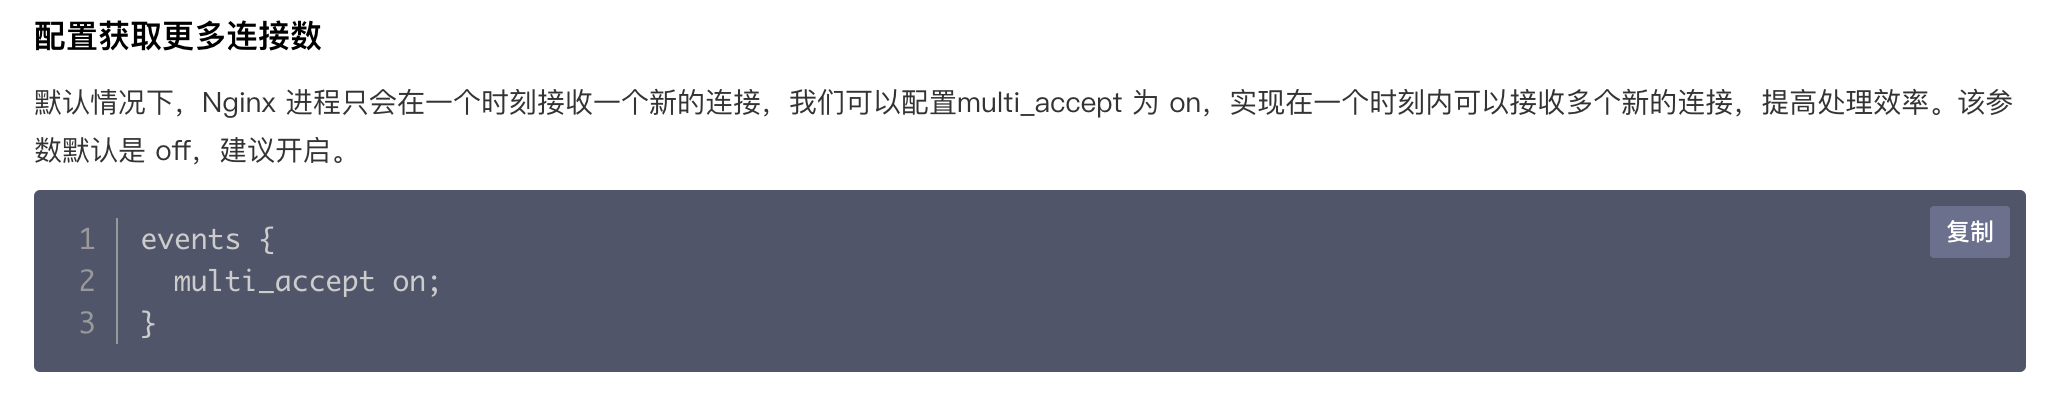 配置获取更多连接数
默认情况下，Nginx 进程只会在一个时刻接收一个新的连接，我们可以配置multi_accept 为 on，实现在一个时刻内可以接收多个新的连接，提高处理效率。该参
数默认是 off，建议开启。
复制
1 events {
2   multi_accept on;
3 }